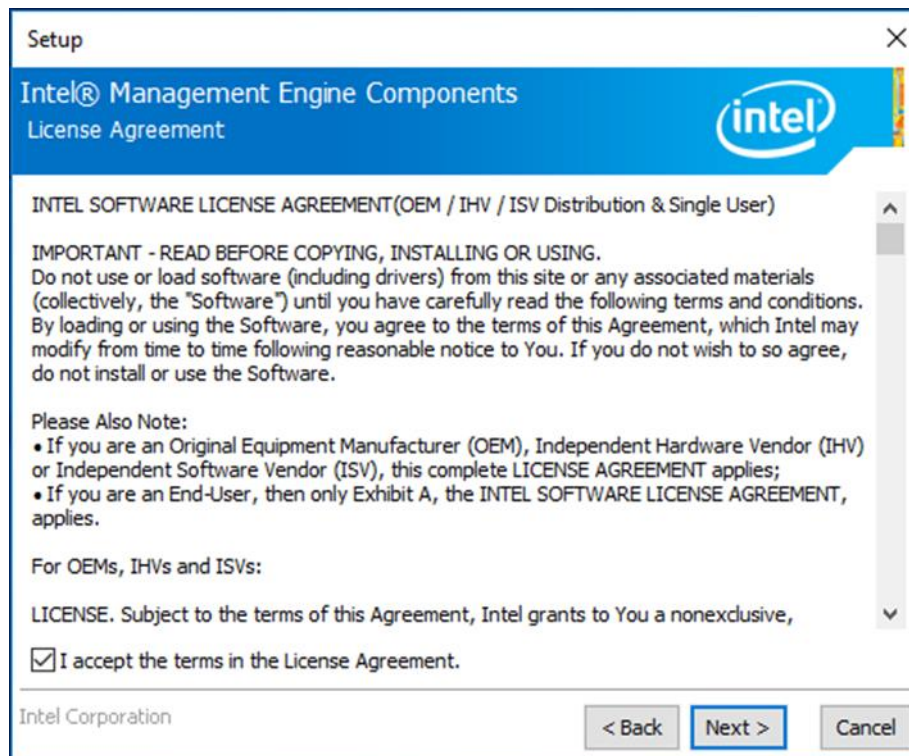 Setup
Intel® Management Engine Components
License Agreement
intel
INTEL SOFTWARE LICENSE AGREEMENT(OEM / IHV / ISV Distribution & Single User)
IMPORTANT - READ BEFORE COPYING, INSTALLING OR USING.
Do not use or load software (including drivers) from this site or any associated materials
(collectively, the "Software") until you have carefully read the following terms and conditions.
By loading or using the Software, you agree to the terms of this Agreement, which Intel may
modify from time to time following reasonable notice to You. If you do not wish to so agree,
do not install or use the Software.
Please Also Note:
• If you are an Original Equipment Manufacturer (OEM), Independent Hardware Vendor (IHV)
or Independent Software Vendor (ISV), this complete LICENSE AGREEMENT applies;
• If you are an End-User, then only Exhibit A, the INTEL SOFTWARE LICENSE AGREEMENT,
applies.
For OEMs, IHVs and ISVs:
LICENSE. Subject to the terms of this Agreement, Intel grants to You a nonexclusive,
I accept the terms in the License Agreement.
Intel Corporation
< Back Next > Cancel